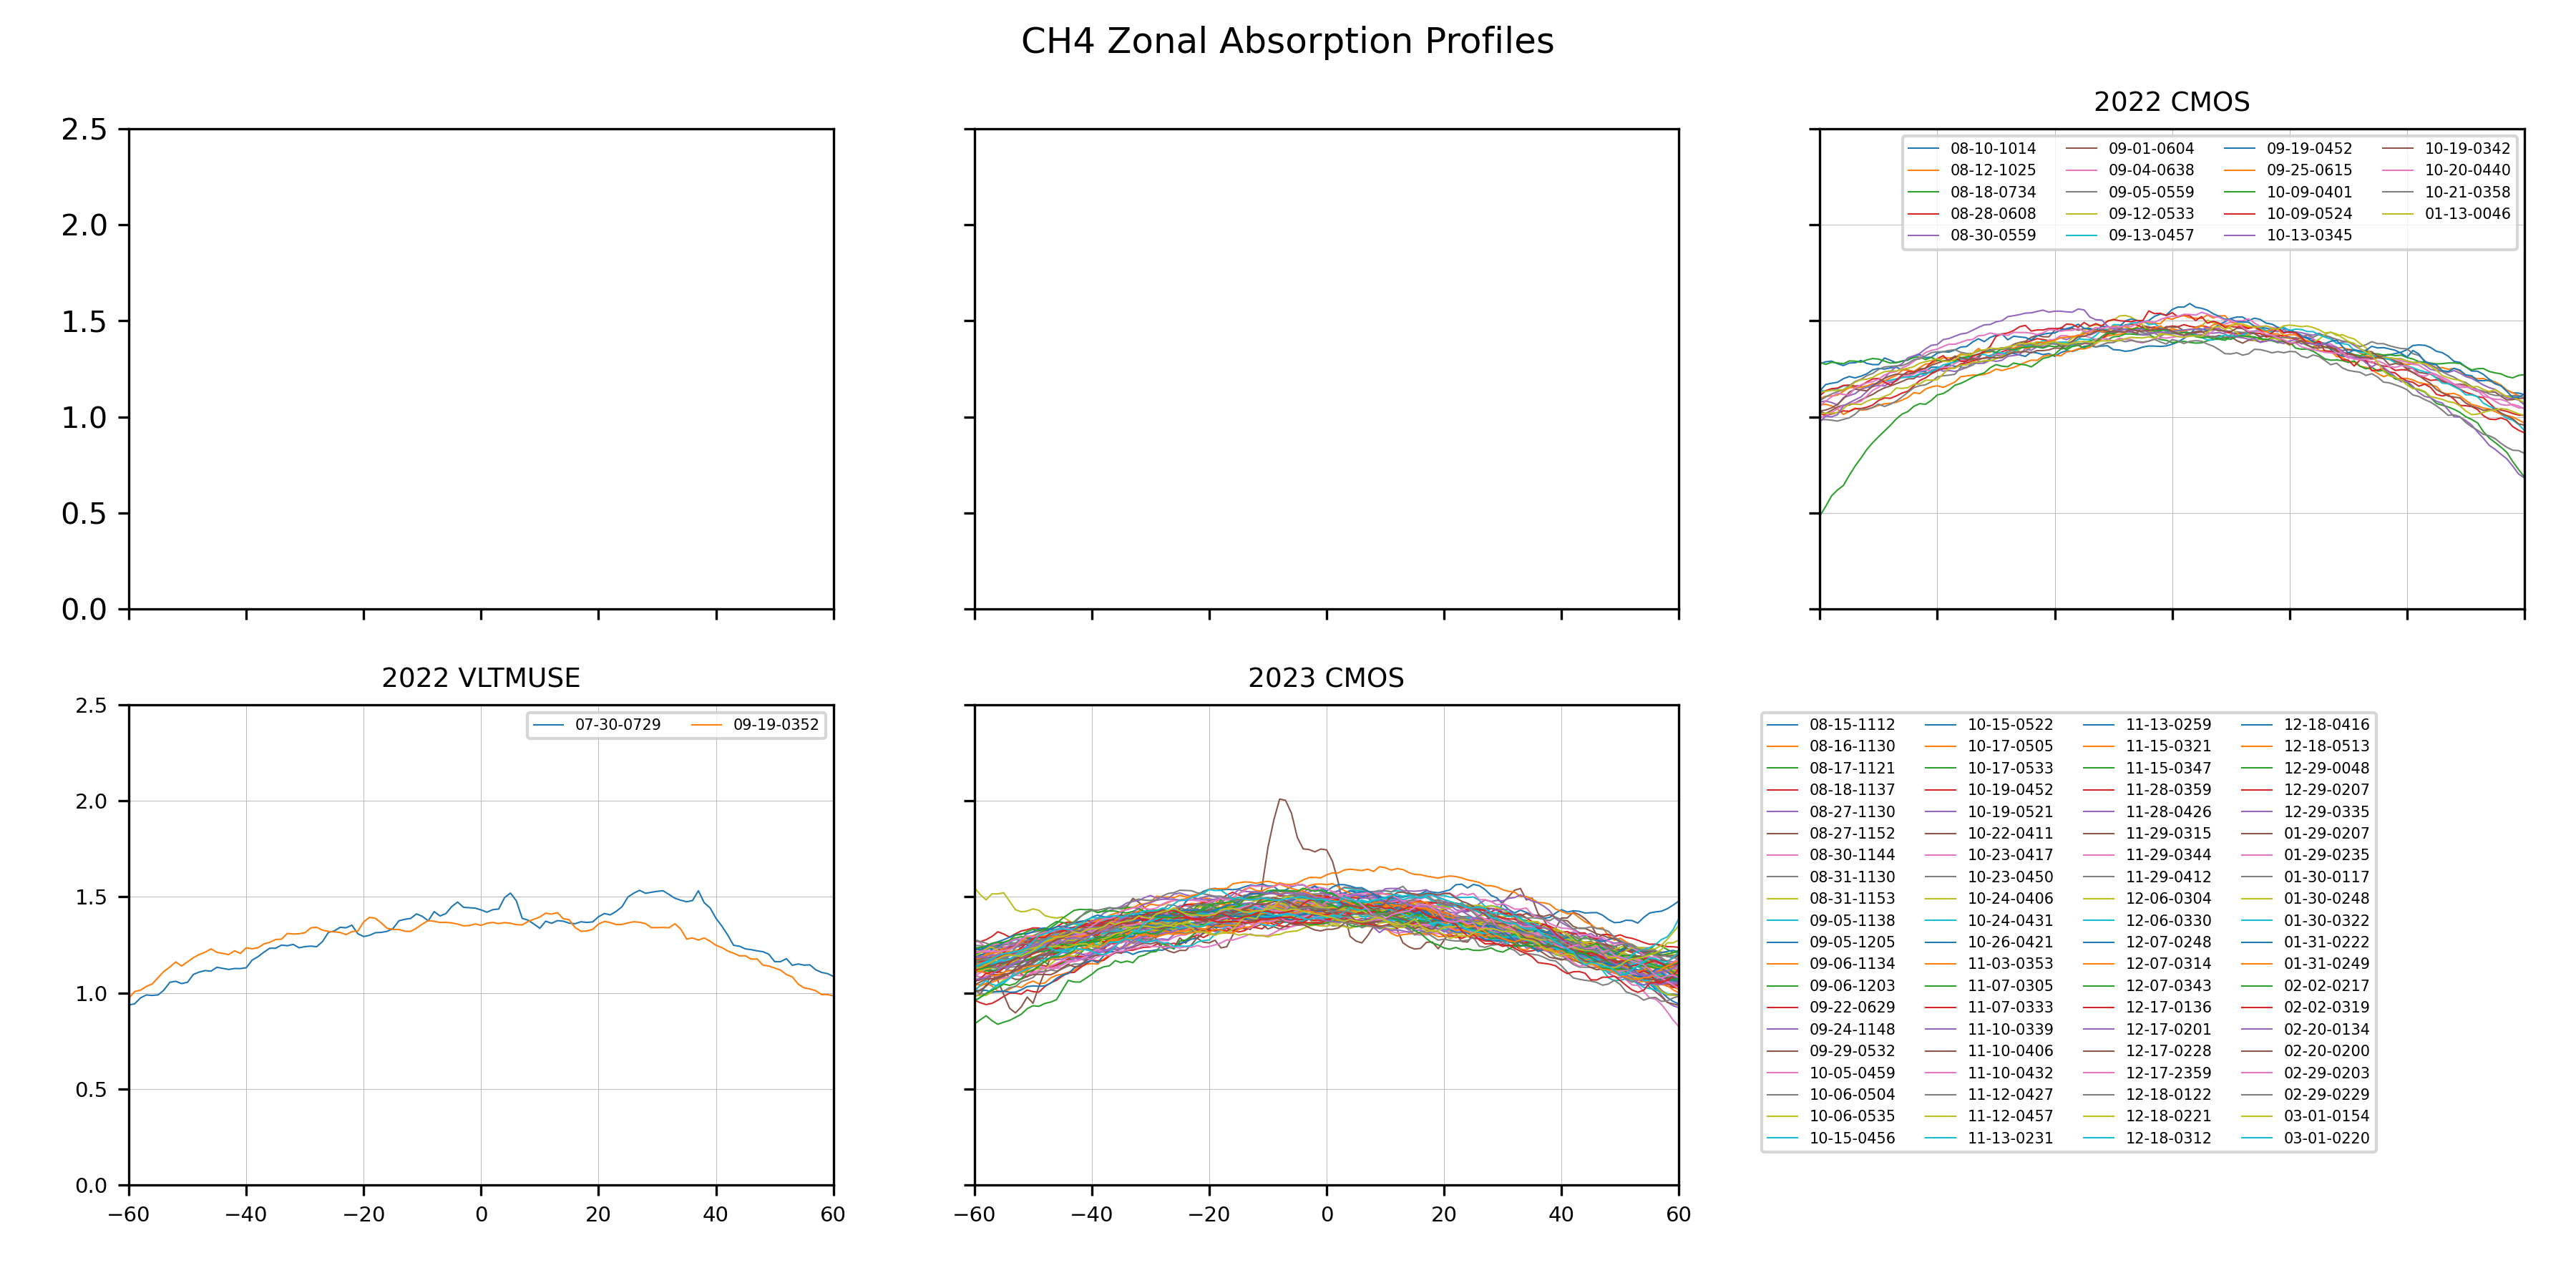 CH4 Zonal Absorption Profiles
2.5
2.0
1.5
1.0
0.5
0.0
2022 CMOS
08-10-1014 09-01-0604 09-19-0452 10-19-0342
08-12-1025 09-04-0638 09-25-0615 10-20-0440
08-18-0734 09-05-0559 10-09-0401 10-21-0358
08-28-0608 09-12-0533 10-09-0524 01-13-0046
08-30-0559 09-13-0457 10-13-0345
2022 VLTMUSE
2.5
2.0
1.5
1.0
0.5
0.0
07-30-0729 09-19-0352
−60 −40 −20 0 20 40 60
2023 CMOS
−60 −40 −20 0 20 40 60
08-15-1112 10-15-0522 11-13-0259 12-18-0416
08-16-1130 10-17-0505 11-15-0321 12-18-0513
08-17-1121 10-17-0533 11-15-0347 12-29-0048
08-18-1137 10-19-0452 11-28-0359 12-29-0207
08-27-1130 10-19-0521 11-28-0426 12-29-0335
08-27-1152 10-22-0411 11-29-0315 01-29-0207
08-30-1144 10-23-0417 11-29-0344 01-29-0235
08-31-1130 10-23-0450 11-29-0412 01-30-0117
08-31-1153 10-24-0406 12-06-0304 01-30-0248
09-05-1138 10-24-0431 12-06-0330 01-30-0322
09-05-1205 10-26-0421 12-07-0248 01-31-0222
09-06-1134 11-03-0353 12-07-0314 01-31-0249
09-06-1203 11-07-0305 12-07-0343 02-02-0217
09-22-0629 11-07-0333 12-17-0136 02-02-0319
09-24-1148 11-10-0339 12-17-0201 02-20-0134
09-29-0532 11-10-0406 12-17-0228 02-20-0200
10-05-0459 11-10-0432 12-17-2359 02-29-0203
10-06-0504 11-12-0427 12-18-0122 02-29-0229
10-06-0535 11-12-0457 12-18-0221 03-01-0154
10-15-0456 11-13-0231 12-18-0312 03-01-0220